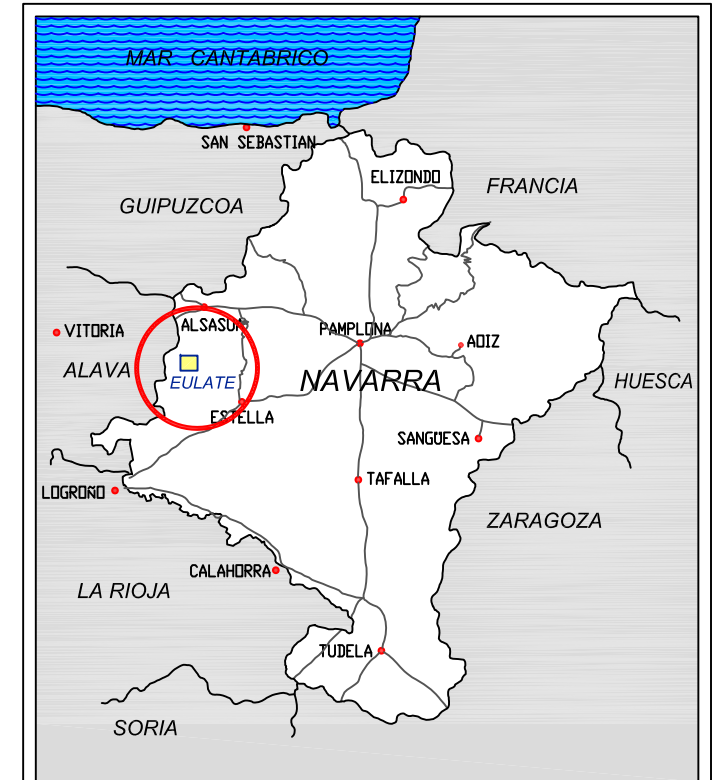 MAR CANTABRICO
SAN SEBASTIAN
ELIZONDO
FRANCIA
GUIPUZCOA
VITORIA
ALSASUA
PAMPLONA
AOIZ
ALAVA
EULATE
NAVARRA
HUESCA
ESTELLA
SANGUESA
TAFALLA
LOGROÑO
ZARAGOZA
CALAHORRA
LA RIOJA
TUDELA
SORIA